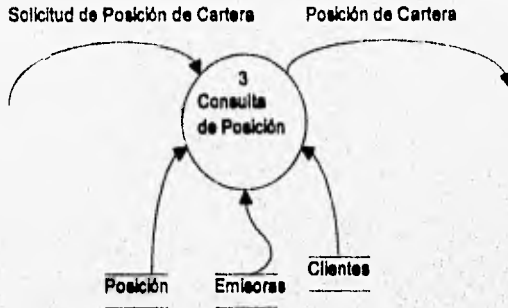 Solicitud de Posición de Cartera
Posición de Cartera
3
Consulta
de Posición
Posición
Emisoras
Clientes